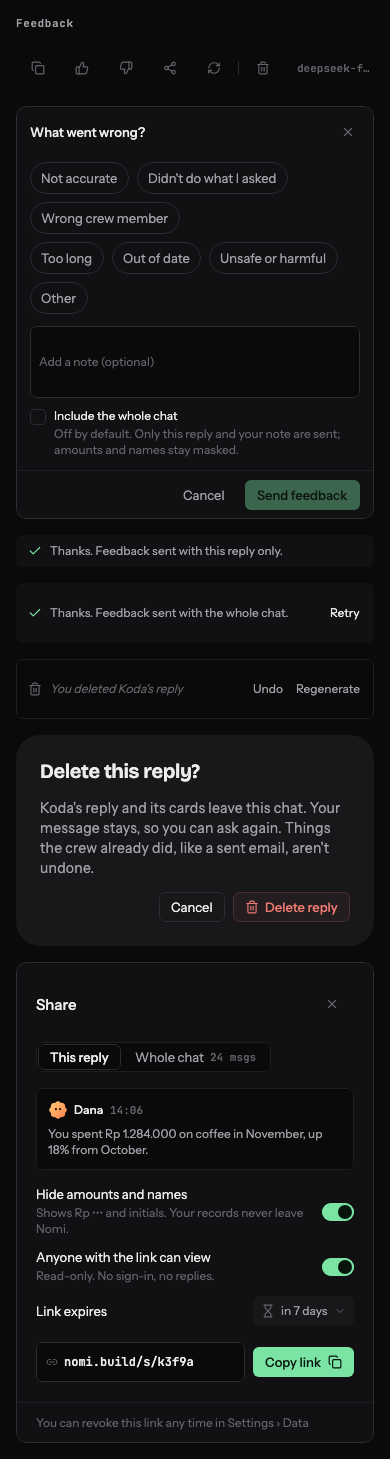 Feedback
deepseek-f…
What went wrong?
Not accurate
Didn't do what I asked
Wrong crew member
Too long
Out of date
Unsafe or harmful
Other
Add a note (optional)
Include the whole chat
Off by default. Only this reply and your note are sent;
amounts and names stay masked.
Cancel
Send feedback
Thanks. Feedback sent with this reply only.
Thanks. Feedback sent with the whole chat.
Retry
You deleted Koda's reply
Undo
Regenerate
Delete this reply?
Koda's reply and its cards leave this chat. Your
message stays, so you can ask again. Things
the crew already did, like a sent email, aren't
undone.
Cancel
Delete reply
Share
This reply
Whole chat 24 msgs
Dana 14:06
You spent Rp 1.284.000 on coffee in November, up
18% from October.
Hide amounts and names
Shows Rp ••• and initials. Your records never leave
Nomi.
Anyone with the link can view
Read-only. No sign-in, no replies.
Link expires
in 7 days
nomi.build/s/k3f9a
Copy link
You can revoke this link any time in Settings › Data